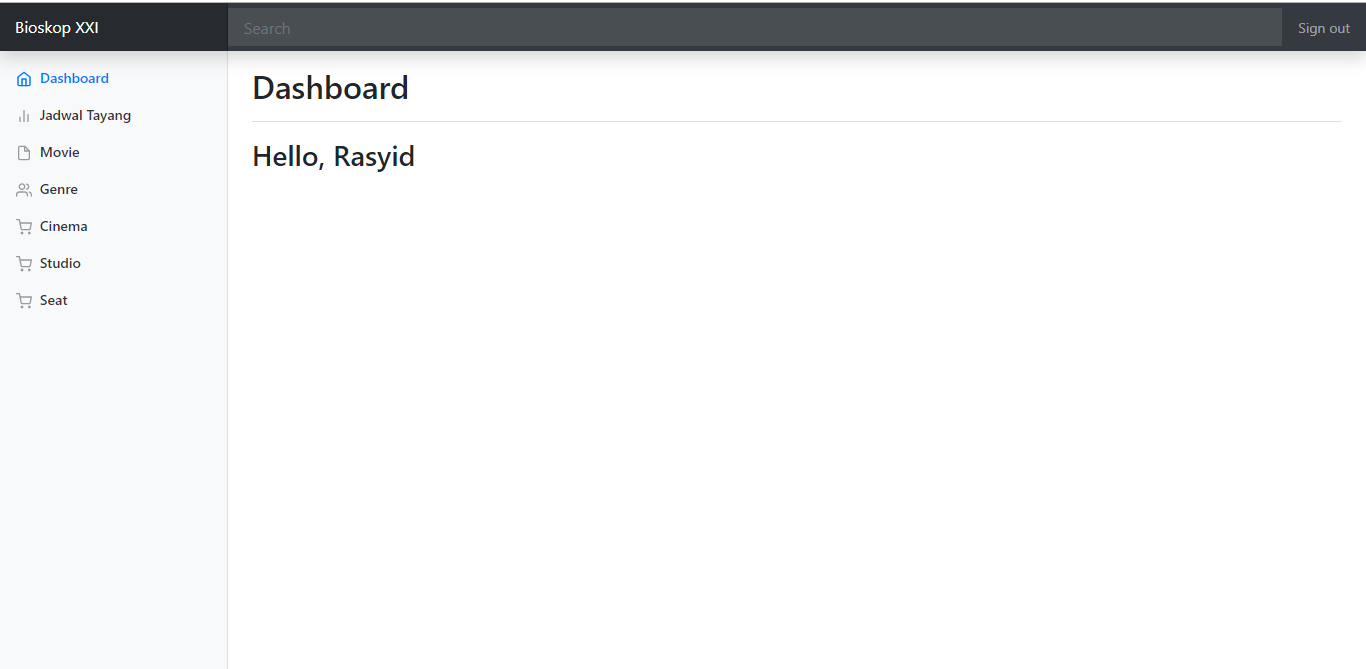 Bioskop XXI
Search
Sign out
Dashboard
Jadwal Tayang
Movie
Genre
Cinema
Studio
Seat
Dashboard
Hello, Rasyid